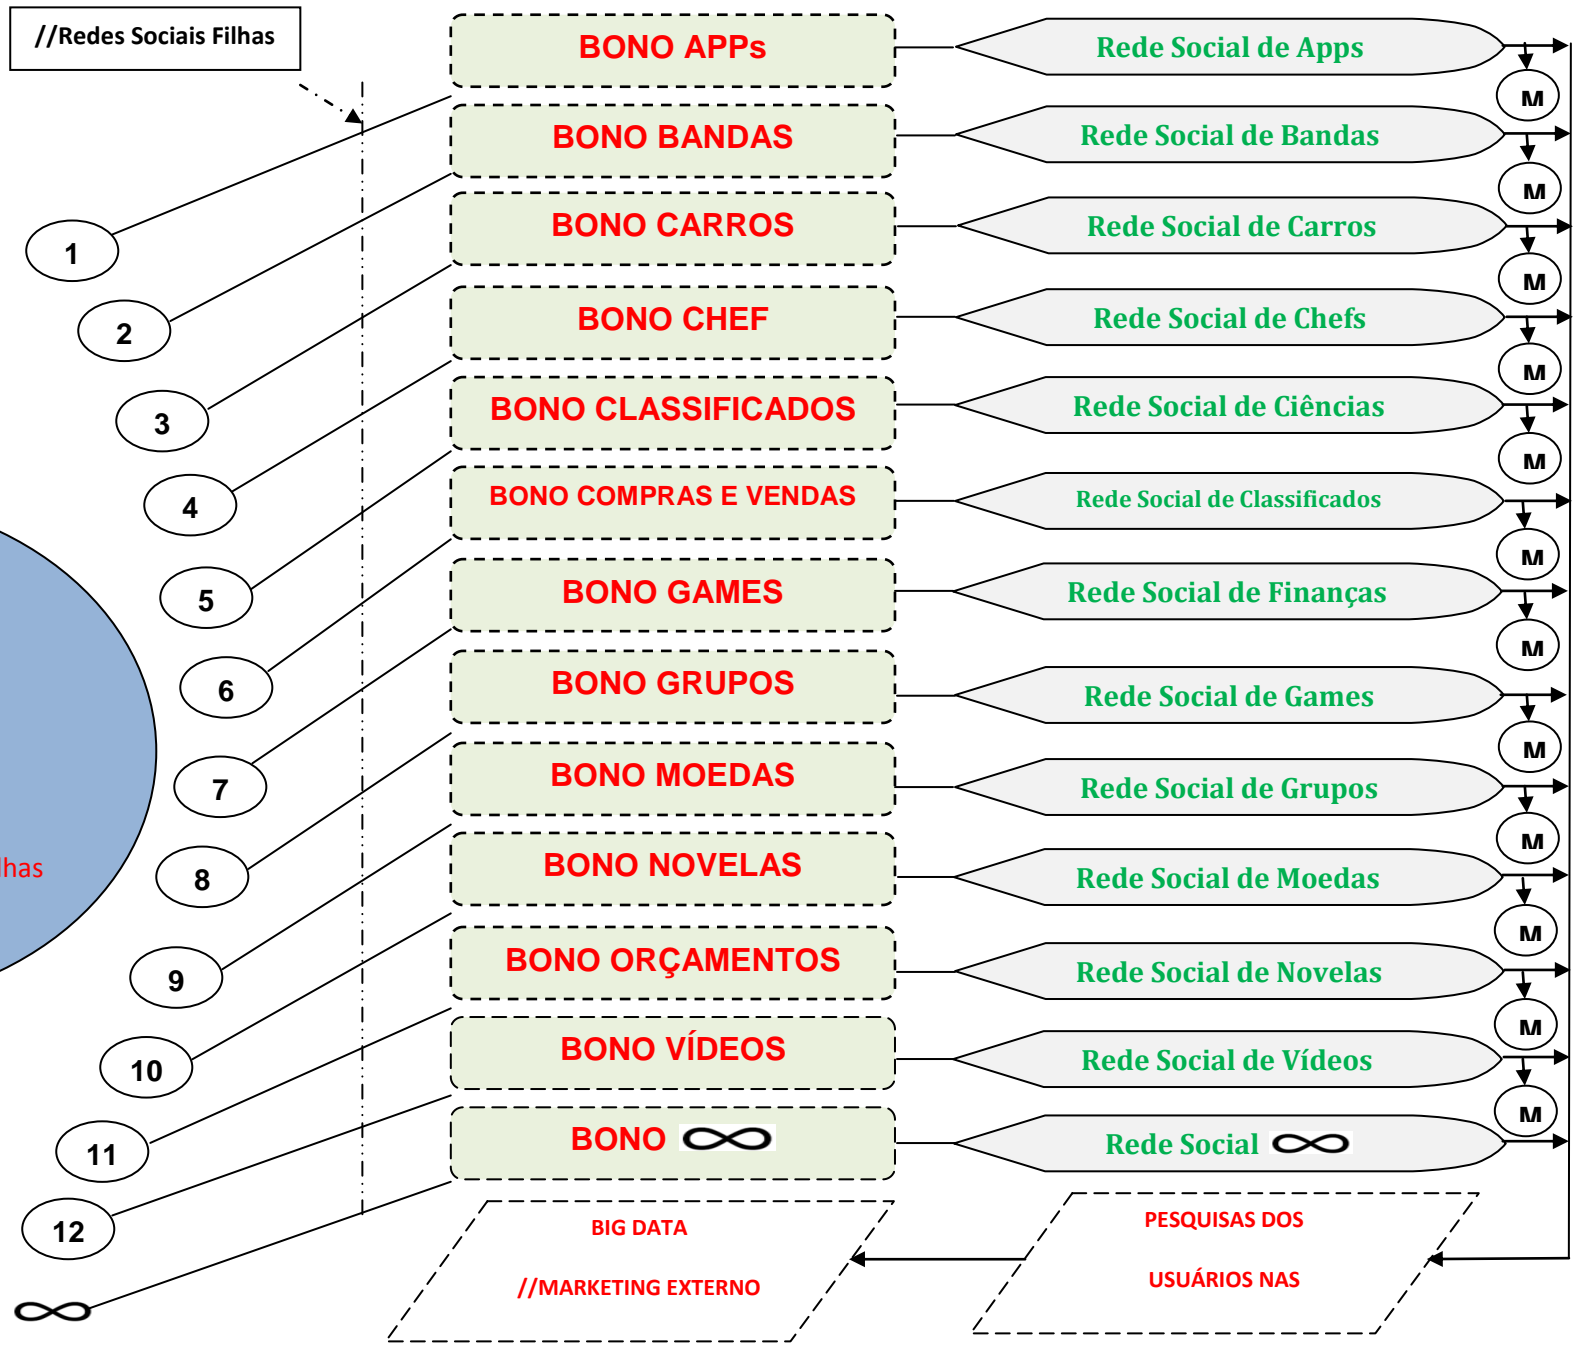 //Redes Sociais Filhas
BONO APPs
Rede Social de Apps
M
BONO BANDAS
Rede Social de Bandas
M
1
BONO CARROS
Rede Social de Carros
M
2
BONO CHEF
Rede Social de Chefs
M
3
BONO CLASSIFICADOS
Rede Social de Ciências
M
4
BONO COMPRAS E VENDAS
Rede Social de Classificados
M
5
BONO GAMES
Rede Social de Finanças
M
6
BONO GRUPOS
Rede Social de Games
M
7
BONO MOEDAS
Rede Social de Grupos
M
lhas
8
BONO NOVELAS
Rede Social de Moedas
M
9
BONO ORÇAMENTOS
Rede Social de Novelas
M
10
BONO VÍDEOS
Rede Social de Vídeos
M
11
BONO ∞
Rede Social ∞
12
BIG DATA
//MARKETING EXTERNO
PESQUISAS DOS
USUÁRIOS NAS
∞